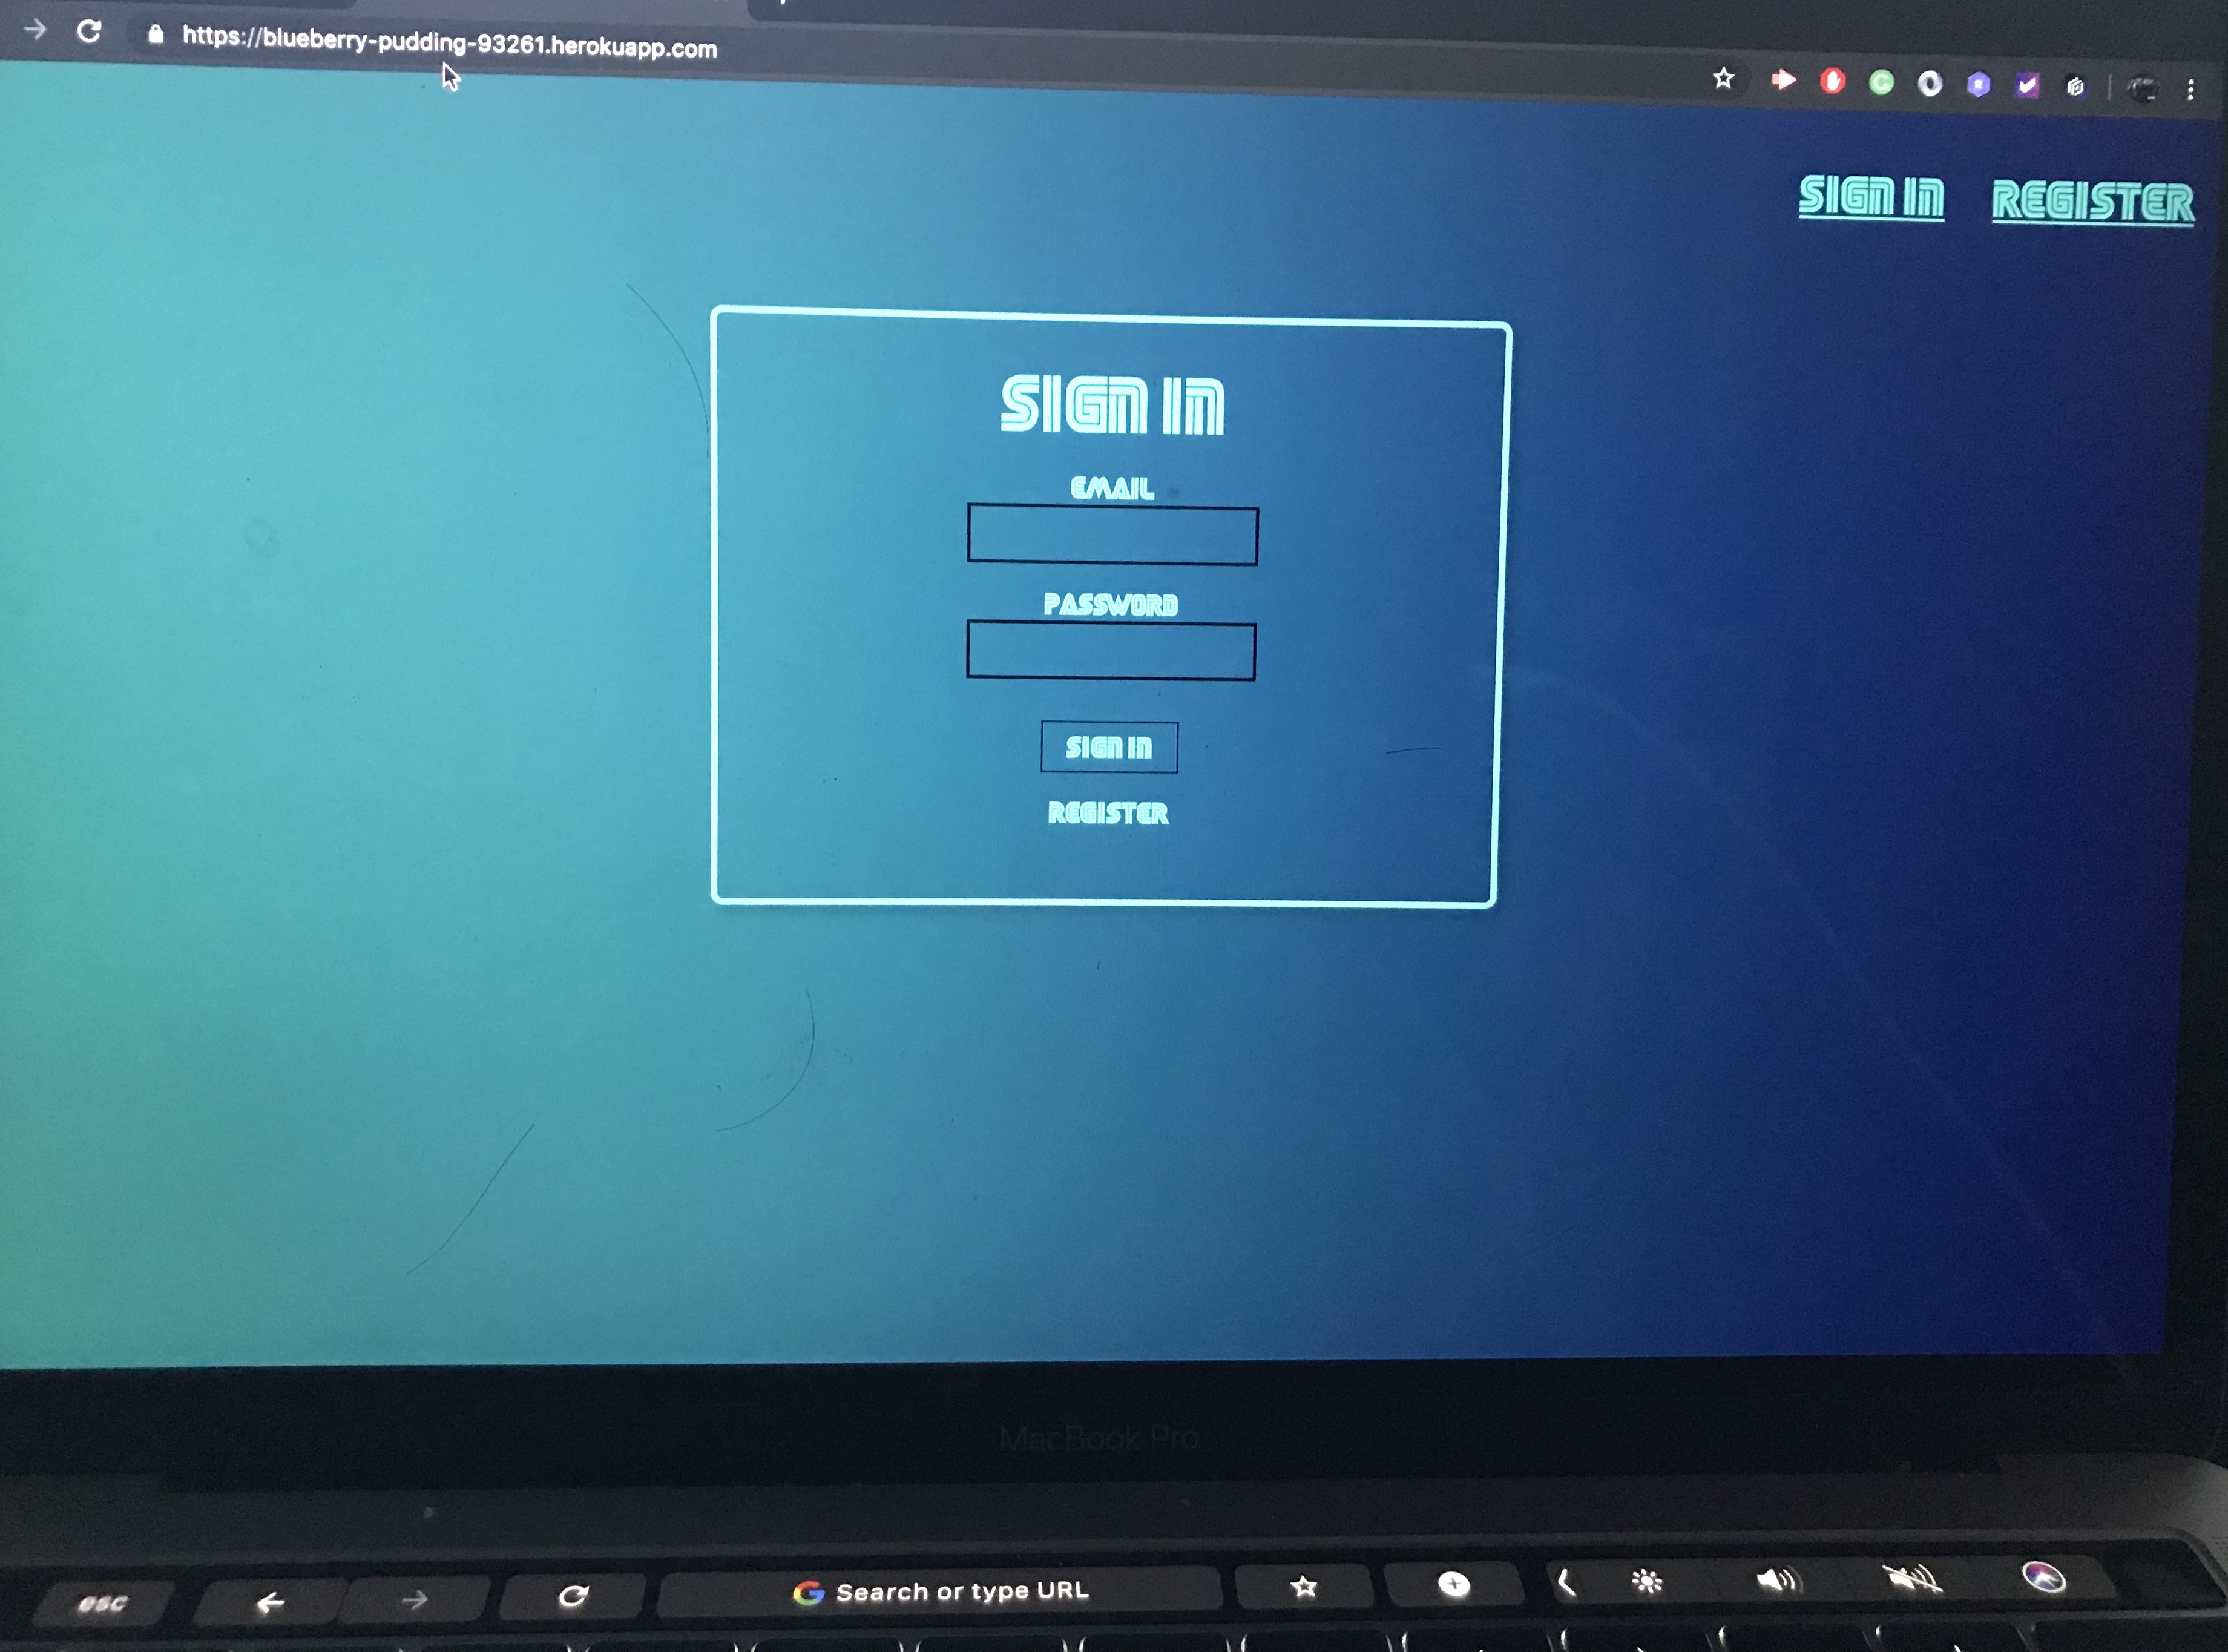 https://blueberry-pudding-93261.herokuapp.com
SIGN IN REGISTER
SIGN IN
EMAIL
PASSWORD
SIGN IN
REGISTER
MacBook Pro
esc
Search or type URL